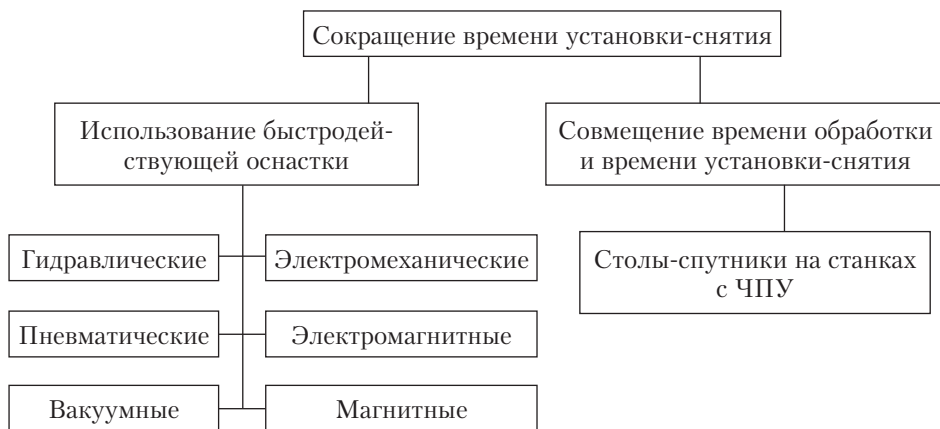 Сокращение времени установки-снятия
Использование быстродей-
ствующей оснастки
Совмещение времени обработки
и времени установки-снятия
Гидравлические
Электромеханические
Столы-спутники на станках
с ЧПУ
Пневматические
Электромагнитные
Вакуумные
Магнитные